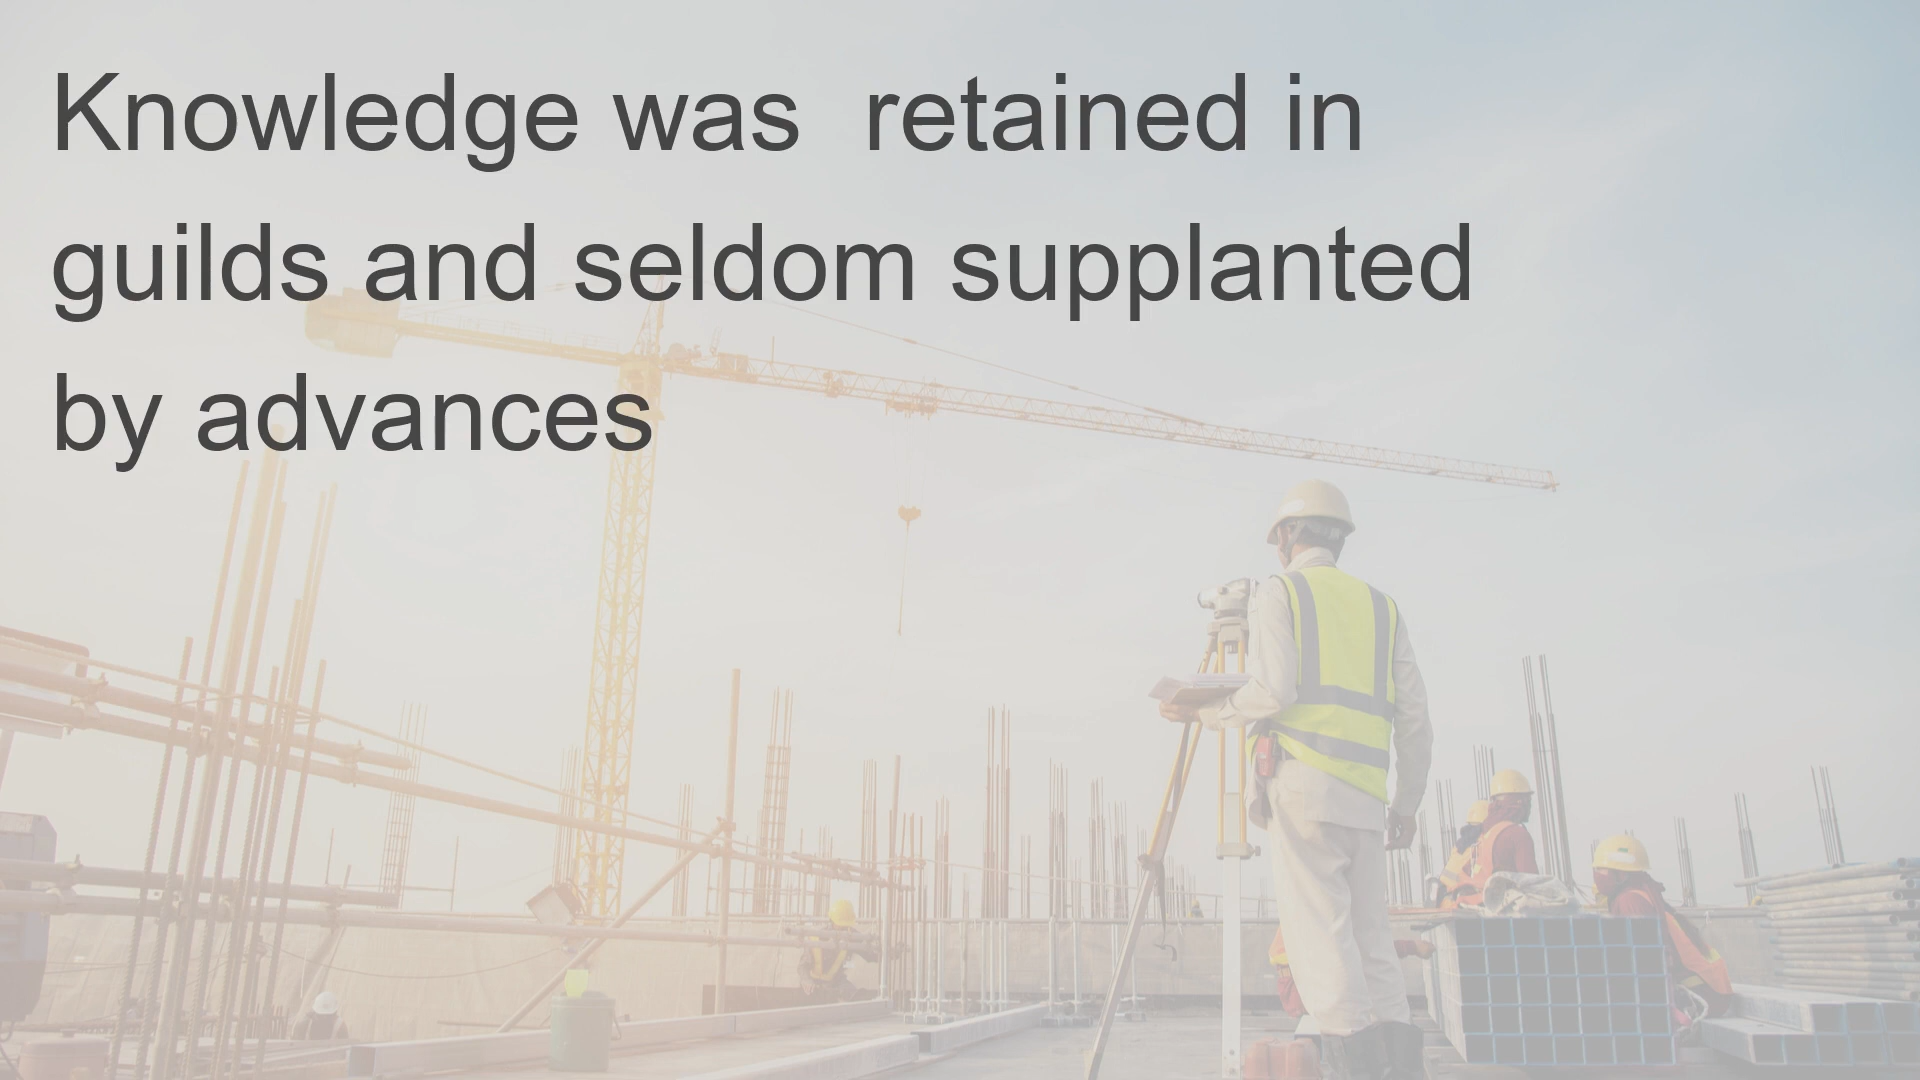 Knowledge was  retained in
guilds and seldom supplanted
by advances